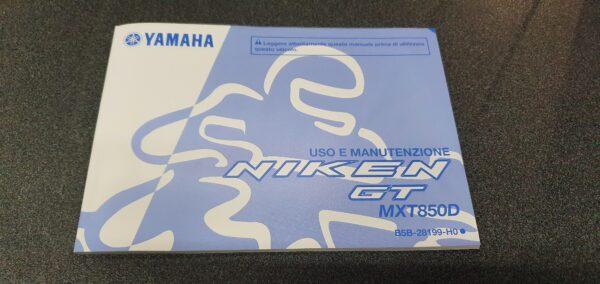 YAMAHA
Leggere attentamente questo manuale prima di utilizzare
questo veicolo.
USO E MANUTENZIONE
NIKEN
GT
MXT850D
B5B-28199-H0